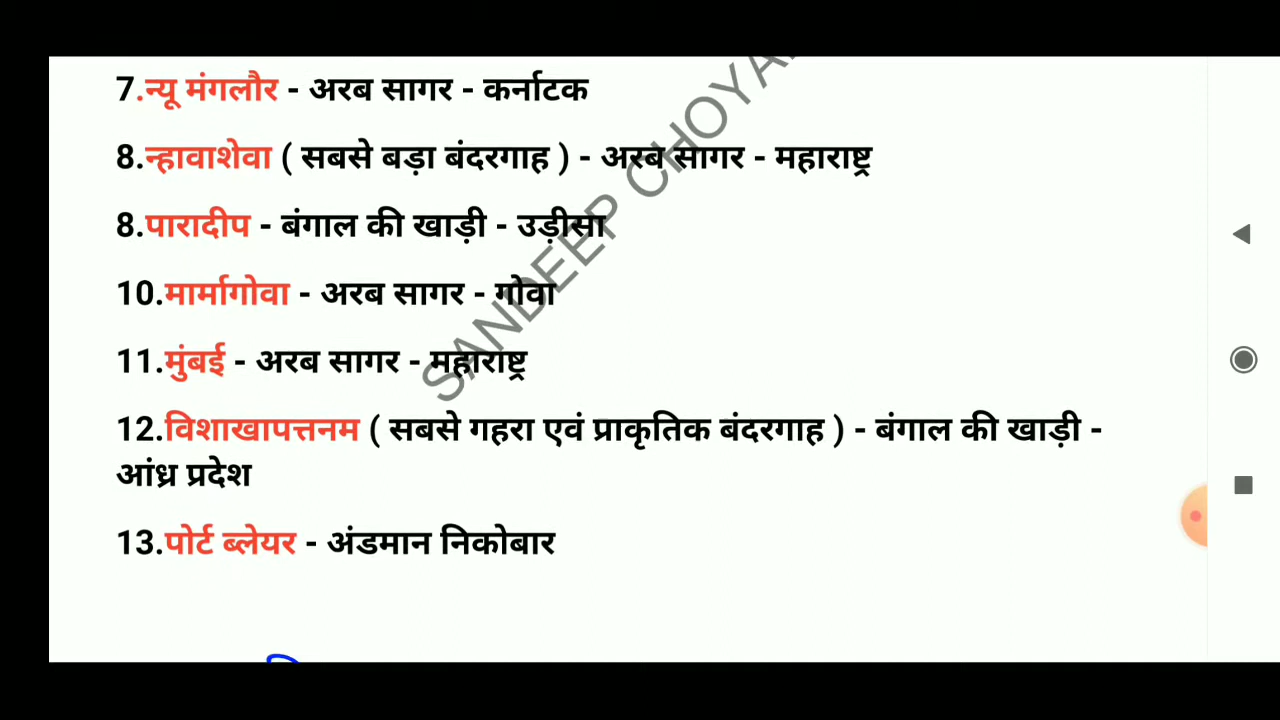 7.न्यू मंगलौर - अरब सागर - कर्नाटक
8.न्हावाशेवा ( सबसे बड़ा बंदरगाह ) - अरब सागर - महाराष्ट्र
8.पारादीप - बंगाल की खाड़ी - उड़ीसा
10.मार्मागोवा - अरब सागर - गोवा
11.मुंबई - अरब सागर - महाराष्ट्र
12.विशाखापत्तनम ( सबसे गहरा एवं प्राकृतिक बंदरगाह ) - बंगाल की खाड़ी -
आंध्र प्रदेश
13.पोर्ट ब्लेयर - अंडमान निकोबार
SANDEEP